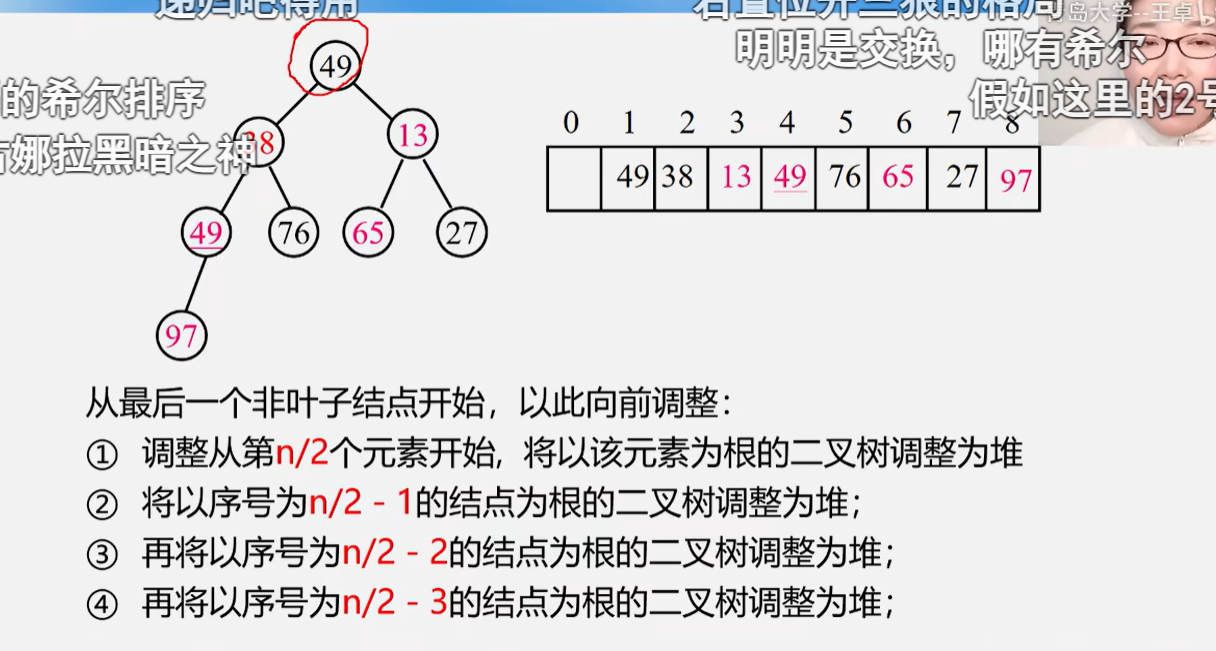 递归吧得用
明明是交换，哪有希尔
青岛大学--王卓
的希尔排序
假如这里的2号
娜拉黑暗之神
49
38 13
49 76 65 27
97
0 1 2 3 4 5 6 7 8
49 38 13 49 76 65 27 97
从最后一个非叶子结点开始，以此向前调整：
① 调整从第n/2个元素开始，将以该元素为根的二叉树调整为堆
② 将以序号为n/2 - 1的结点为根的二叉树调整为堆；
③ 再将以序号为n/2 - 2的结点为根的二叉树调整为堆；
④ 再将以序号为n/2 - 3的结点为根的二叉树调整为堆；